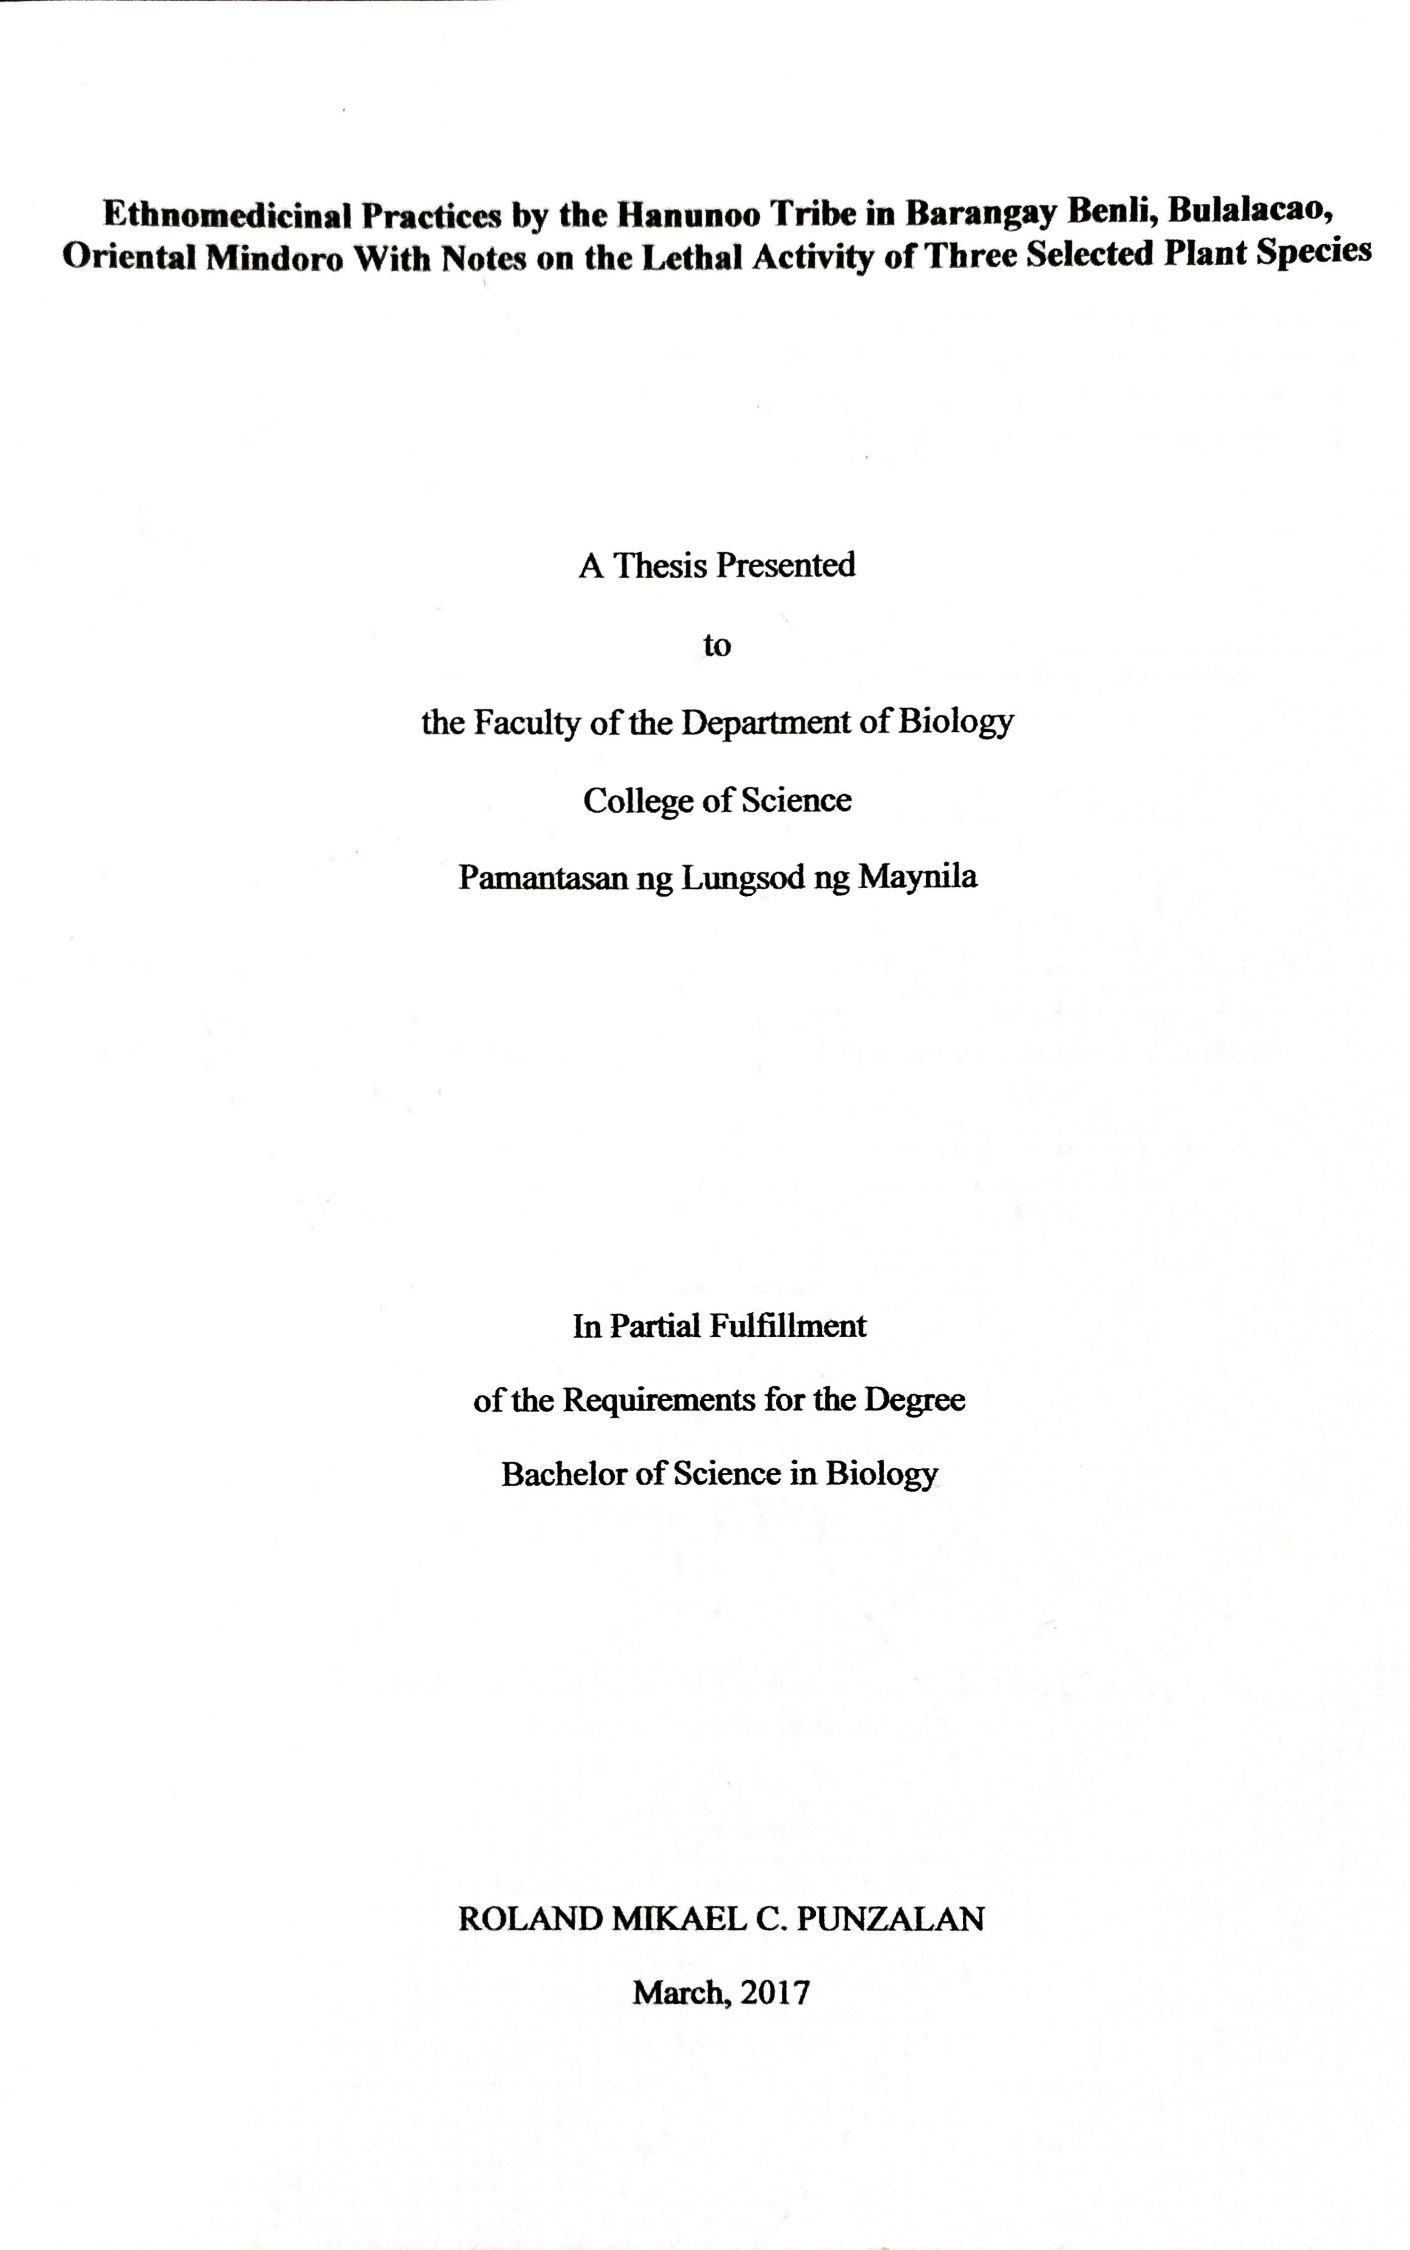 Ethnomedicinal Practices by the Hanunoo Tribe in Barangay Benli, Bulalacao,
Oriental Mindoro With Notes on the Lethal Activity of Three Selected Plant Species
A Thesis Presented
to
the Faculty of the Department of Biology
College of Science
Pamantasan ng Lungsod ng Maynila
In Partial Fulfillment
of the Requirements for the Degree
Bachelor of Science in Biology
ROLAND MIKAEL C. PUNZALAN
March, 2017